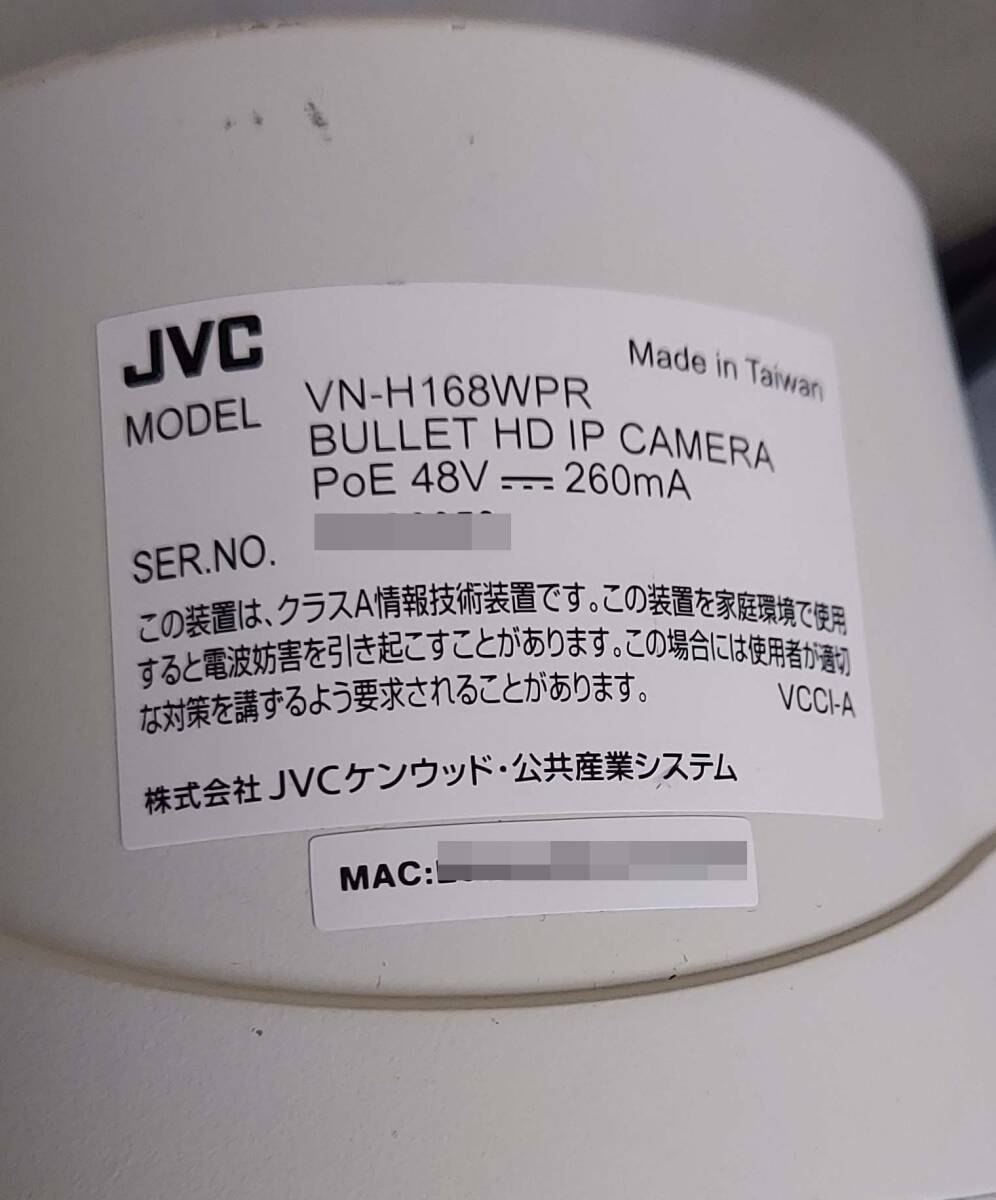 JVC
Made in Taiwan
MODEL VN-H168WPR
BULLET HD IP CAMERA
PoE 48V ⎓ 260mA
SER.NO.
この装置は、クラスA情報技術装置です。この装置を家庭環境で使用
すると電波妨害を引き起こすことがあります。この場合には使用者が適切
な対策を講ずるよう要求されることがあります。
VCCI-A
株式会社 JVCケンウッド・公共産業システム
MAC: